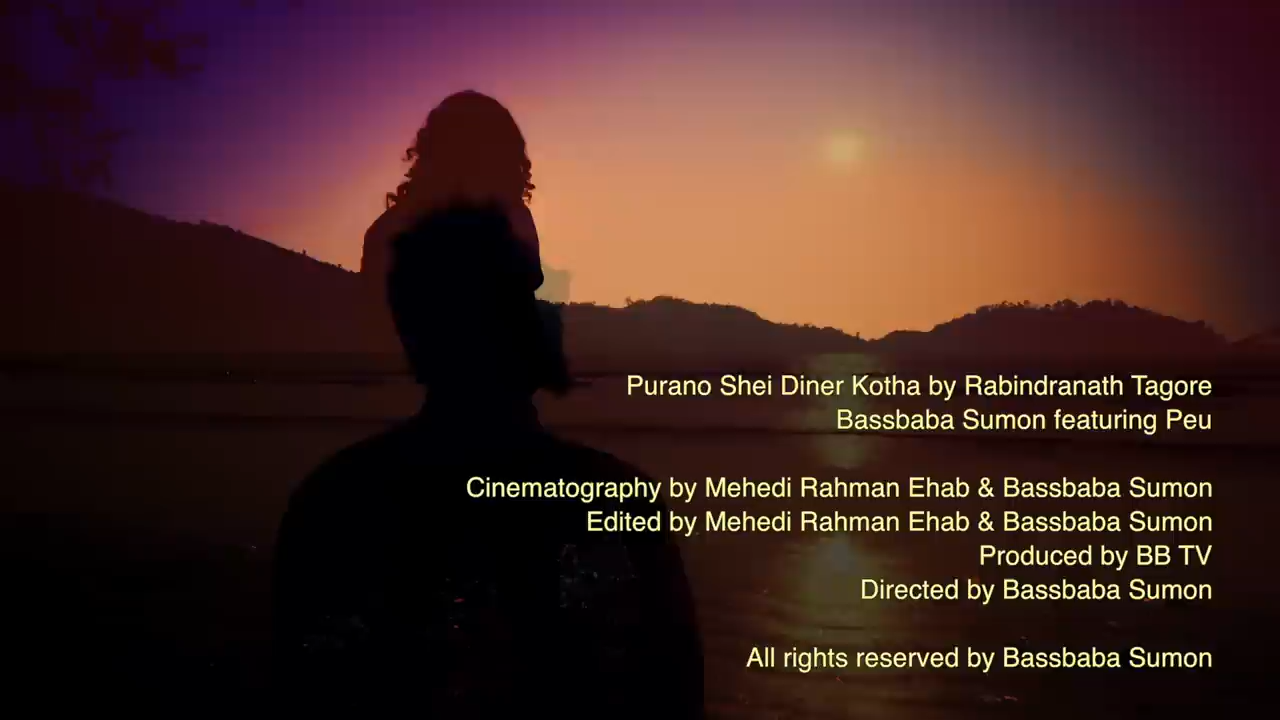 Purano Shei Diner Kotha by Rabindranath Tagore
Bassbaba Sumon featuring Peu
Cinematography by Mehedi Rahman Ehab & Bassbaba Sumon
Edited by Mehedi Rahman Ehab & Bassbaba Sumon
Produced by BB TV
Directed by Bassbaba Sumon
All rights reserved by Bassbaba Sumon